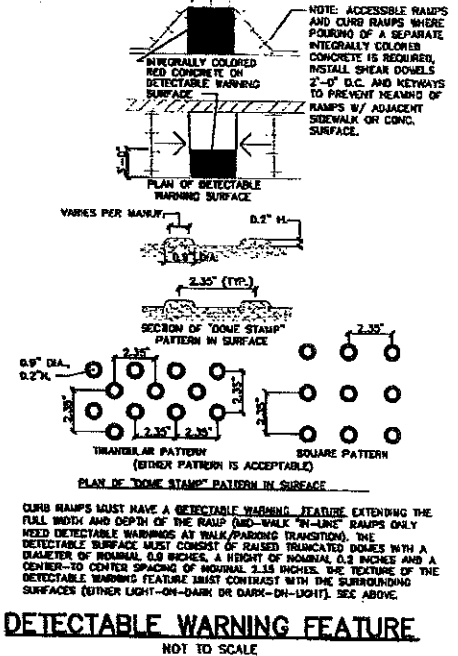 NOTE: ACCESSIBLE RAMPS
AND CURB RAMPS WHERE
POURING OF A SEPARATE
INTEGRALLY COLORED
CONCRETE IS REQUIRED,
INSTALL SHEAR DOWELS
2'-0" O.C. AND KEYWAYS
TO PREVENT HEAVING OF
RAMPS W/ ADJACENT
SIDEWALK OR CONC.
SURFACE.
INTEGRALLY COLORED
RED CONCRETE ON
DETECTABLE WARNING
SURFACE
3'-0"
PLAN OF DETECTABLE
WARNING SURFACE
VARIES PER MANUF.
0.2" H.
0.9" DIA.
2.35" (TYP.)
SECTION OF "DOME STAMP"
PATTERN IN SURFACE
0.9" DIA.,
0.2" H.
2.35"
2.35"
2.35"
2.35"
2.35"
2.35"
2.35"
TRIANGULAR PATTERN
SQUARE PATTERN
(EITHER PATTERN IS ACCEPTABLE)
PLAN OF "DOME STAMP" PATTERN IN SURFACE
CURB RAMPS MUST HAVE A DETECTABLE WARNING FEATURE EXTENDING THE
FULL WIDTH AND DEPTH OF THE RAMP (MID-WALK "IN-LINE" RAMPS ONLY
NEED DETECTABLE WARNINGS AT WALK/PARKING TRANSITION). THE
DETECTABLE SURFACE MUST CONSIST OF RAISED TRUNCATED DOMES WITH A
DIAMETER OF NOMINAL 0.9 INCHES, A HEIGHT OF NOMINAL 0.2 INCHES AND A
CENTER-TO CENTER SPACING OF NOMINAL 2.35 INCHES. THE TEXTURE OF THE
DETECTABLE WARNING FEATURE MUST CONTRAST WITH THE SURROUNDING
SURFACES (EITHER LIGHT-ON-DARK OR DARK-ON-LIGHT). SEE ABOVE.
DETECTABLE WARNING FEATURE
NOT TO SCALE